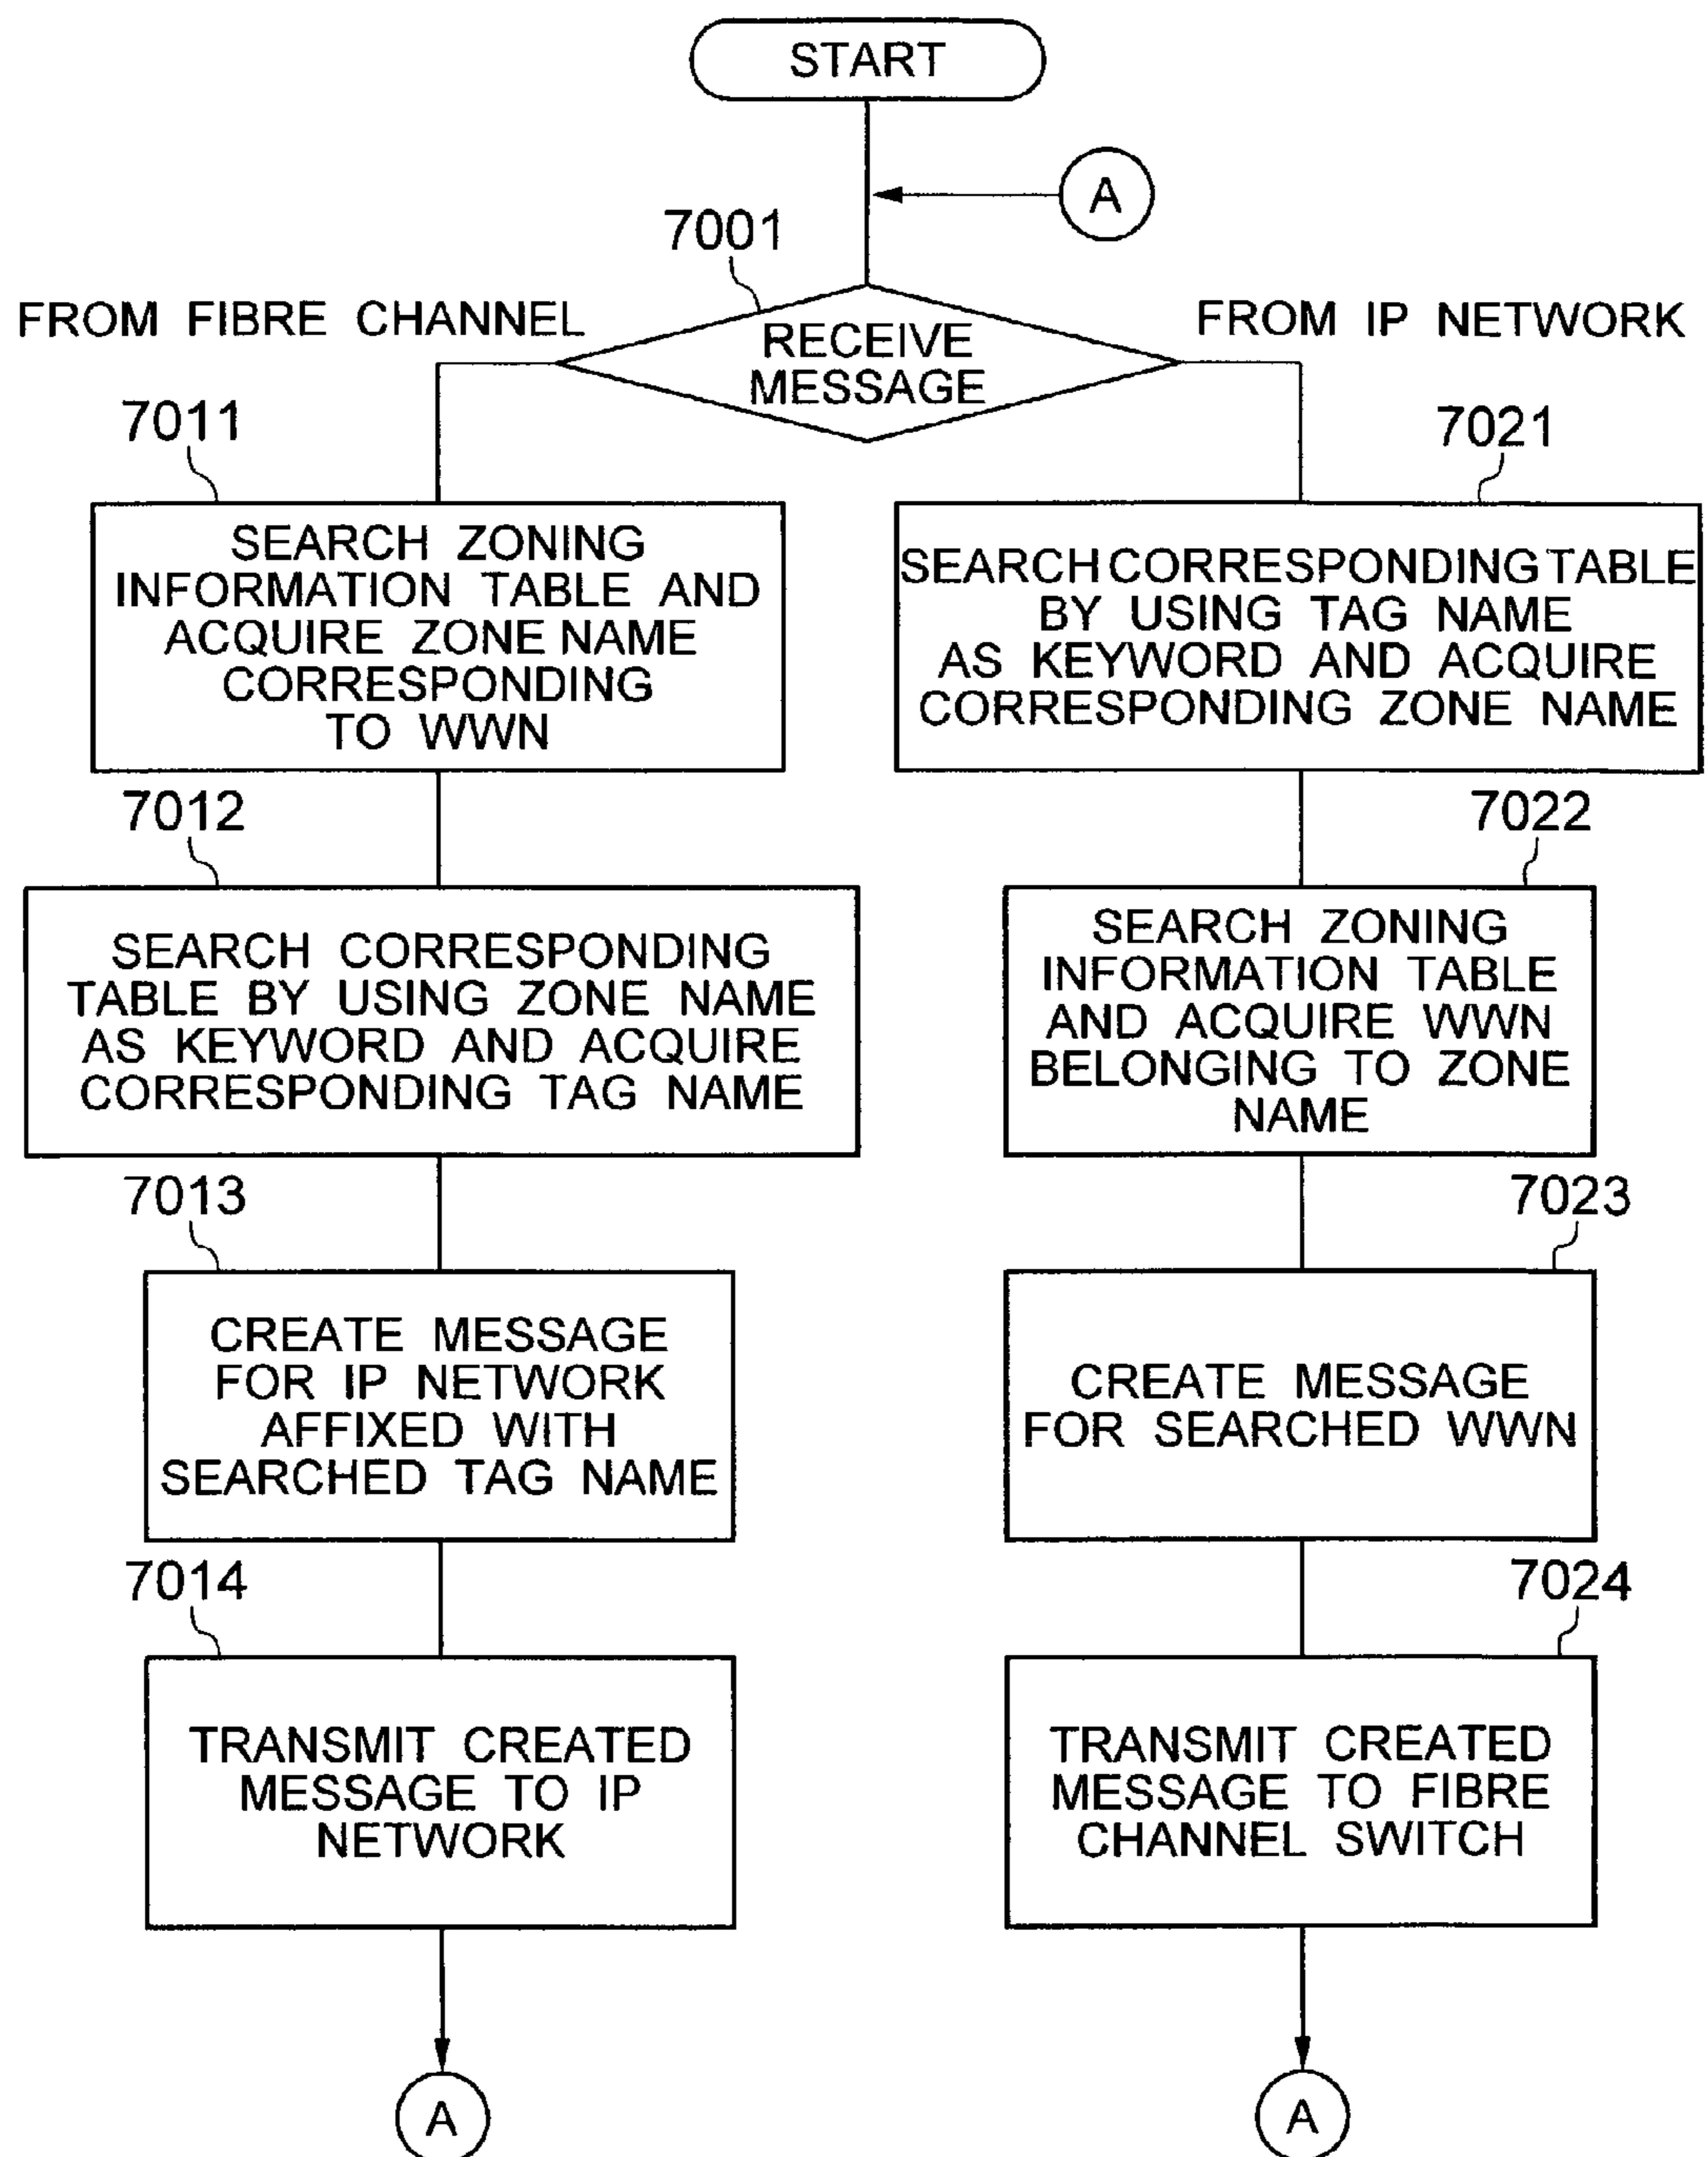 START
A
7001
FROM FIBRE CHANNEL
RECEIVE
MESSAGE
FROM IP NETWORK
7011
SEARCH ZONING
INFORMATION TABLE AND
ACQUIRE ZONE NAME
CORRESPONDING
TO WWN
7021
SEARCH CORRESPONDING TABLE
BY USING TAG NAME
AS KEYWORD AND ACQUIRE
CORRESPONDING ZONE NAME
7012
SEARCH CORRESPONDING
TABLE BY USING ZONE NAME
AS KEYWORD AND ACQUIRE
CORRESPONDING TAG NAME
7022
SEARCH ZONING
INFORMATION TABLE
AND ACQUIRE WWN
BELONGING TO ZONE
NAME
7013
CREATE MESSAGE
FOR IP NETWORK
AFFIXED WITH
SEARCHED TAG NAME
7023
CREATE MESSAGE
FOR SEARCHED WWN
7014
TRANSMIT CREATED
MESSAGE TO IP
NETWORK
7024
TRANSMIT CREATED
MESSAGE TO FIBRE
CHANNEL SWITCH
A
A